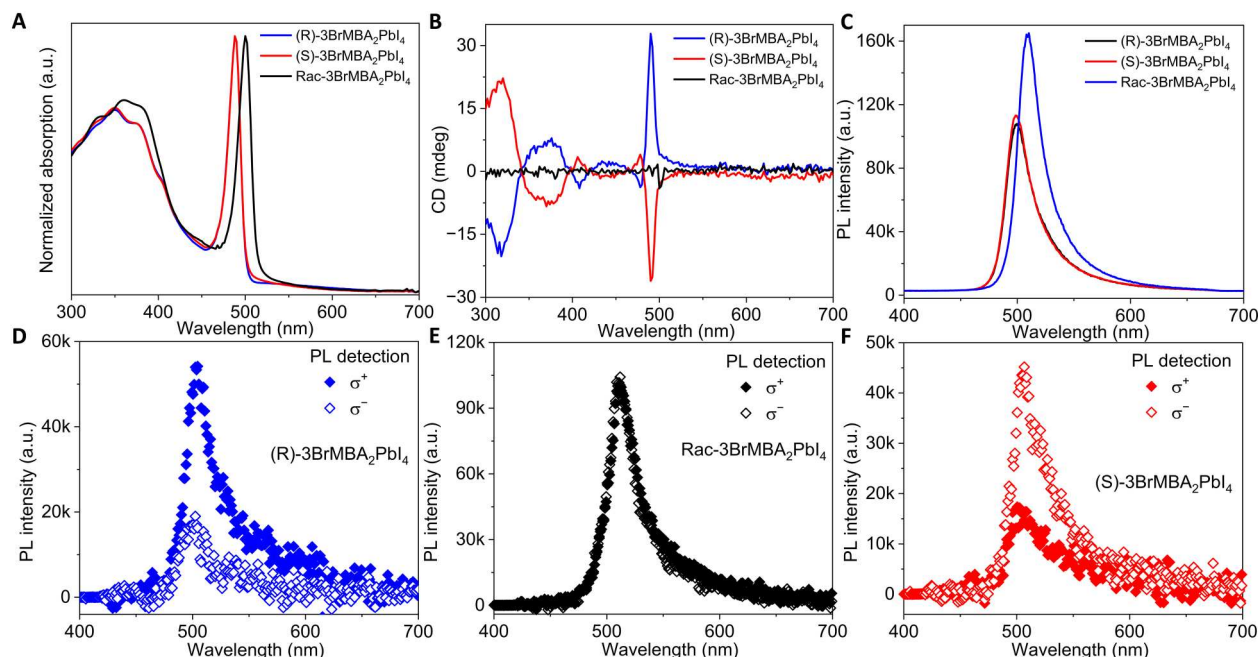 A
Normalized absorption (a.u.)
(R)-3BrMBA₂PbI₄
(S)-3BrMBA₂PbI₄
Rac-3BrMBA₂PbI₄
300 400 500 600 700
Wavelength (nm)
B
CD (mdeg)
30
15
0
−15
−30
(R)-3BrMBA₂PbI₄
(S)-3BrMBA₂PbI₄
Rac-3BrMBA₂PbI₄
300 400 500 600 700
Wavelength (nm)
C
PL intensity (a.u.)
160k
120k
80k
40k
0
(R)-3BrMBA₂PbI₄
(S)-3BrMBA₂PbI₄
Rac-3BrMBA₂PbI₄
400 500 600 700
Wavelength (nm)
D
PL intensity (a.u.)
60k
40k
20k
0
PL detection
σ⁺
σ⁻
(R)-3BrMBA₂PbI₄
400 500 600 700
Wavelength (nm)
E
PL intensity (a.u.)
120k
90k
60k
30k
0
PL detection
σ⁺
σ⁻
Rac-3BrMBA₂PbI₄
400 500 600 700
Wavelength (nm)
F
PL intensity (a.u.)
50k
40k
30k
20k
10k
0
PL detection
σ⁺
σ⁻
(S)-3BrMBA₂PbI₄
400 500 600 700
Wavelength (nm)